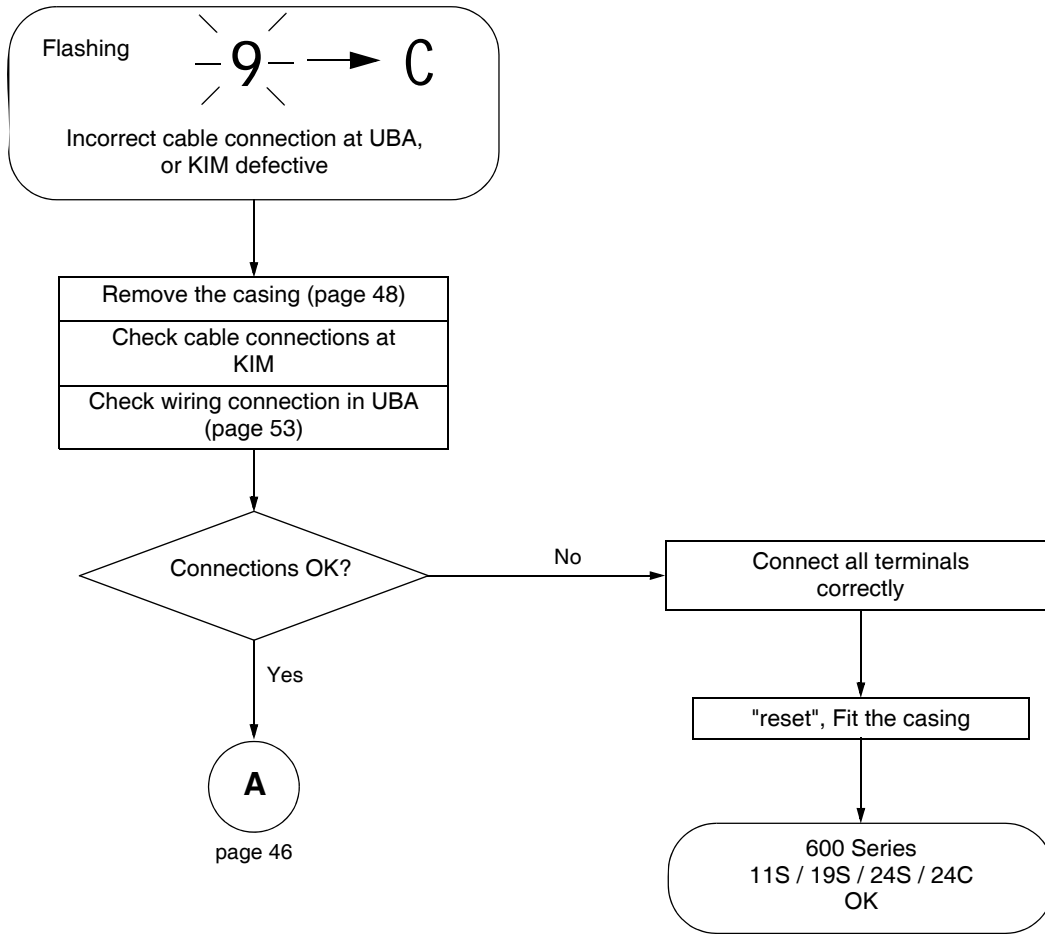 Flashing
9
C
Incorrect cable connection at UBA,
or KIM defective
Remove the casing (page 48)
Check cable connections at
KIM
Check wiring connection in UBA
(page 53)
Connections OK?
No
Connect all terminals
correctly
Yes
"reset", Fit the casing
A
page 46
600 Series
11S / 19S / 24S / 24C
OK